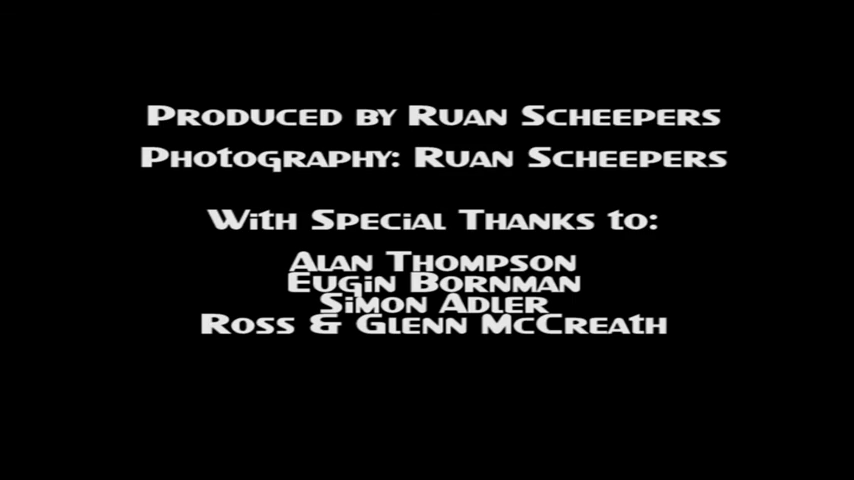 Produced by Ruan Scheepers
Photography: Ruan Scheepers
With Special Thanks to:
Alan Thompson
Eugin Bornman
Simon Adler
Ross & Glenn McCreath